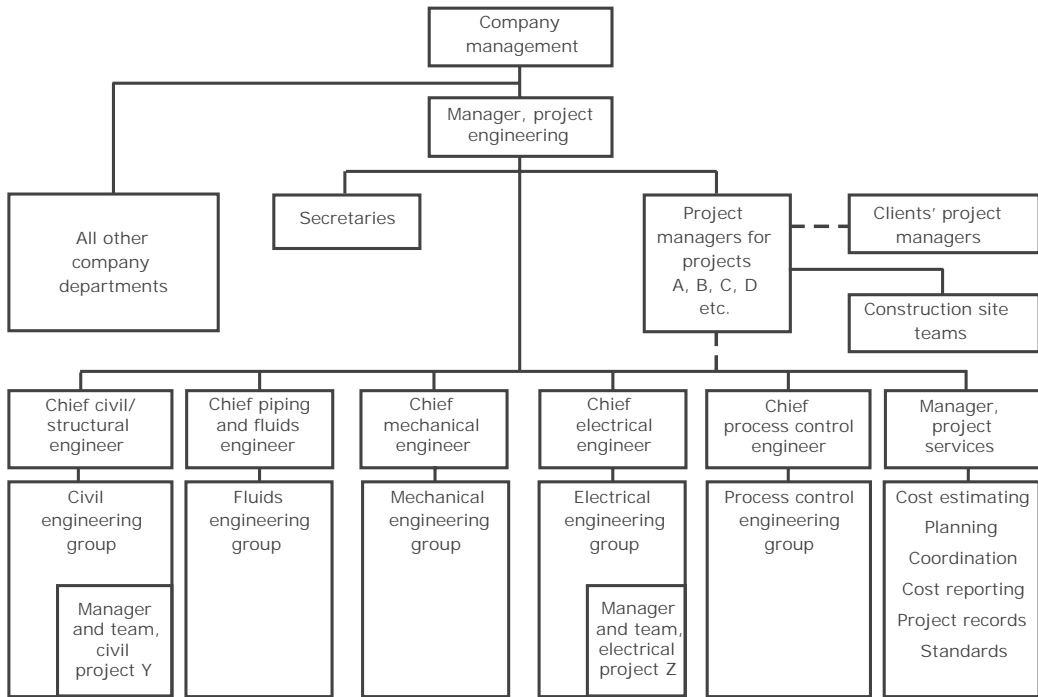 Company
management
Manager, project
engineering
All other
company
departments
Secretaries
Project
managers for
projects
A, B, C, D
etc.
Clients’ project
managers
Construction site
teams
Chief civil/
structural
engineer
Chief piping
and fluids
engineer
Chief
mechanical
engineer
Chief
electrical
engineer
Chief
process control
engineer
Manager,
project
services
Civil
engineering
group
Manager
and team,
civil
project Y
Fluids
engineering
group
Mechanical
engineering
group
Electrical
engineering
group
Manager
and team,
electrical
project Z
Process control
engineering
group
Cost estimating
Planning
Coordination
Cost reporting
Project records
Standards